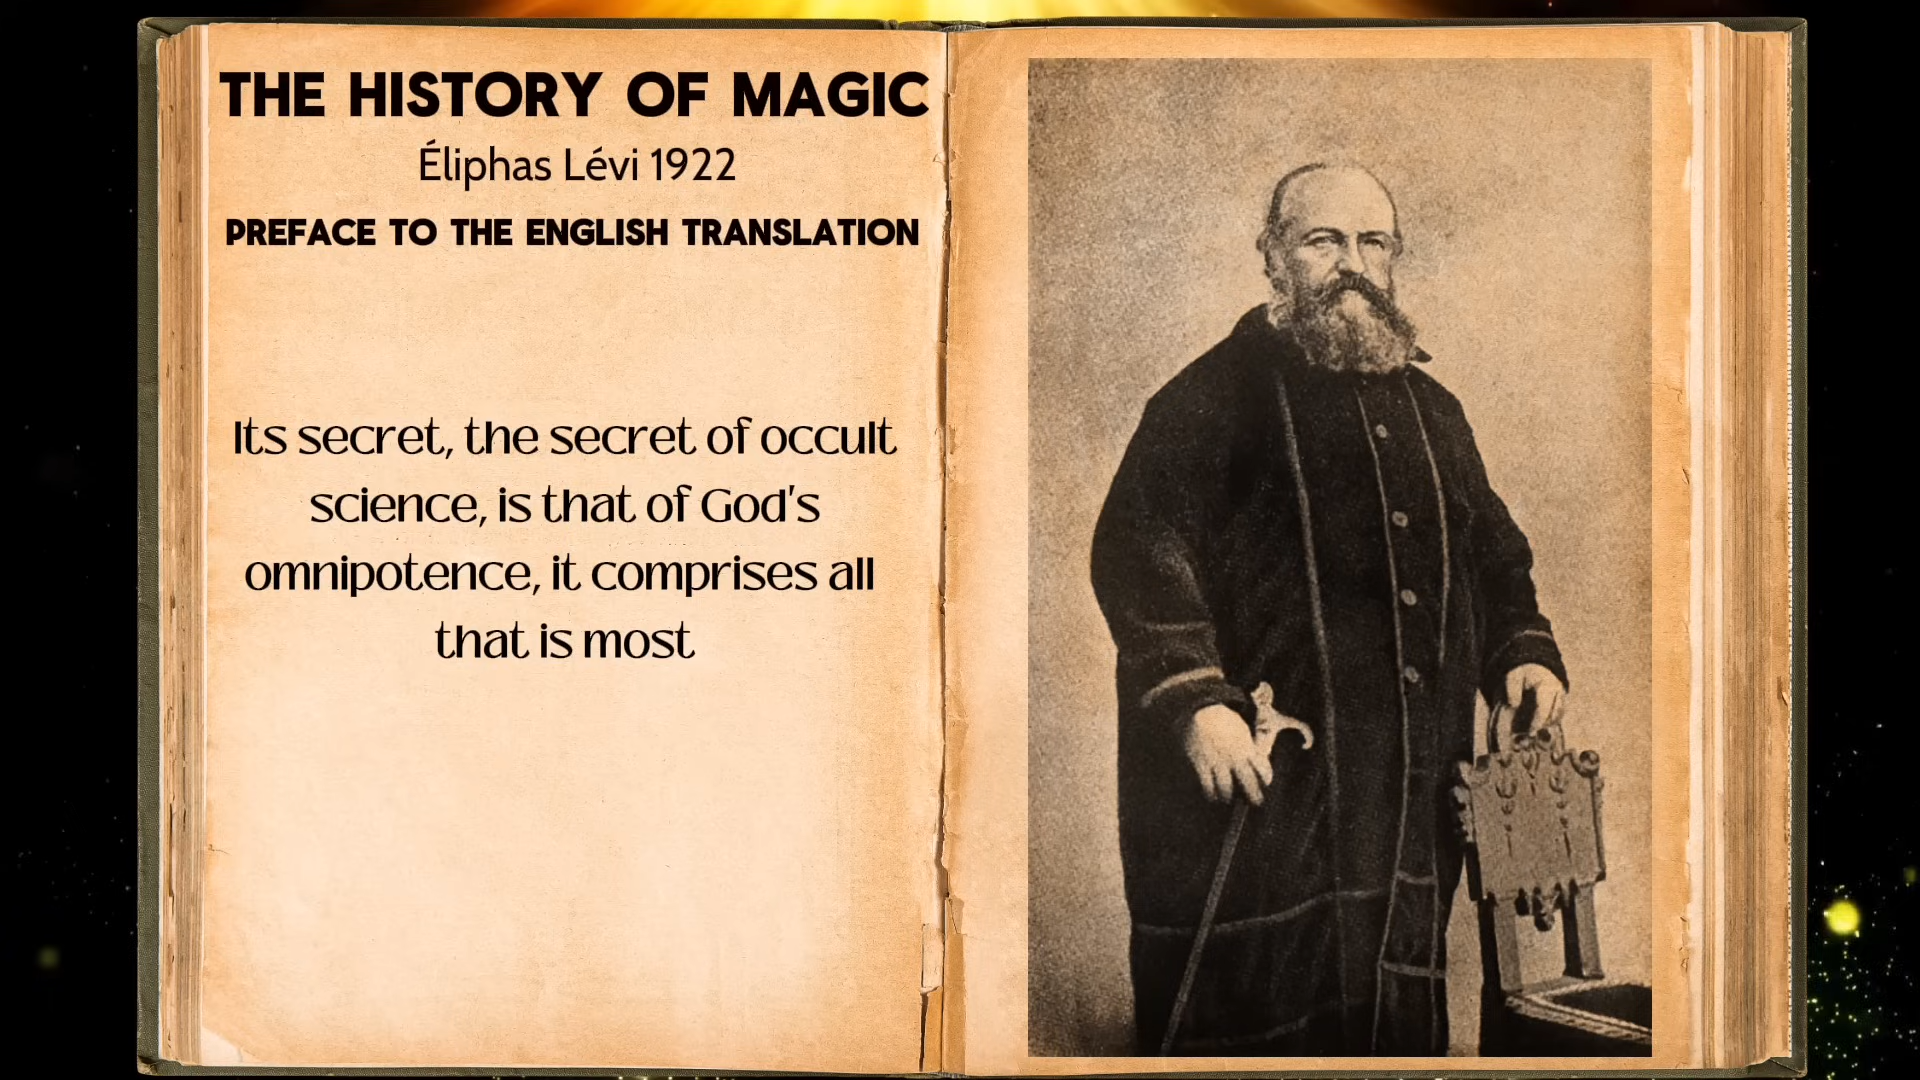 THE HISTORY OF MAGIC
Éliphas Lévi 1922
PREFACE TO THE ENGLISH TRANSLATION
Its secret, the secret of occult
science, is that of God's
omnipotence, it comprises all
that is most